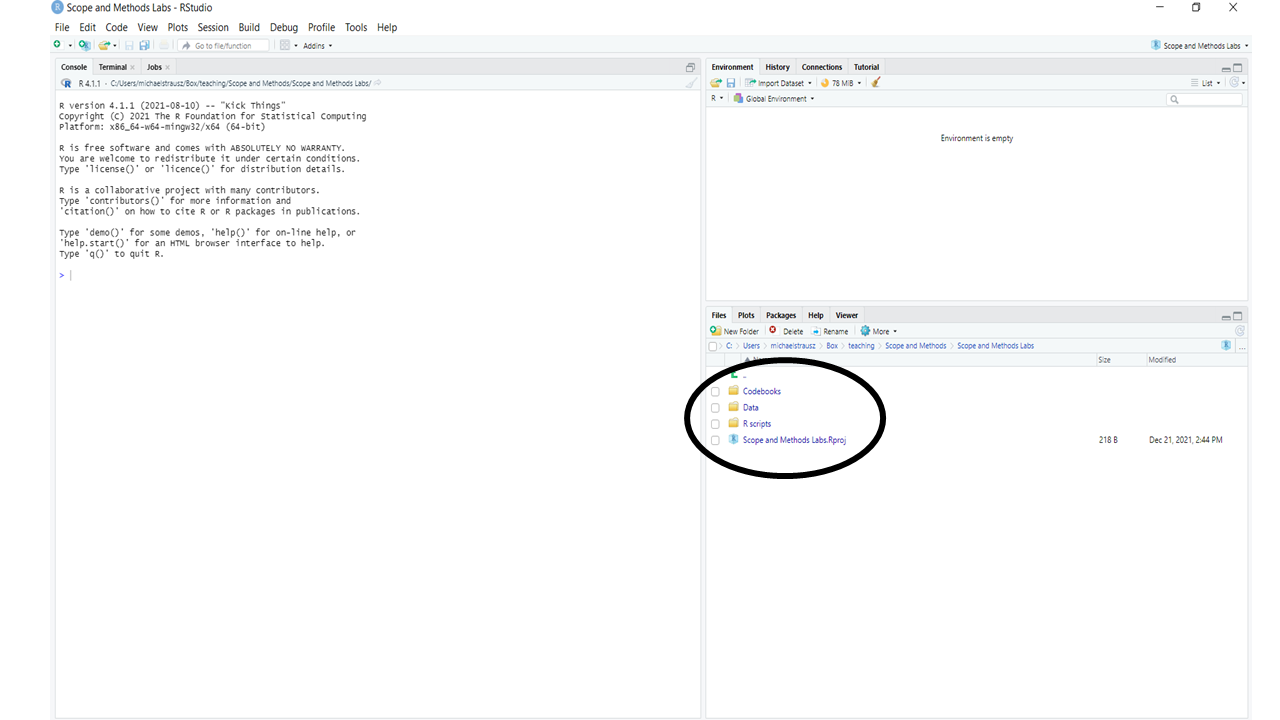 Scope and Methods Labs - RStudio
File Edit Code View Plots Session Build Debug Profile Tools Help
Go to file/function Addins Scope and Methods Labs
Console Terminal Jobs
R 4.1.1 · C:/Users/michaelstrausz/Box/teaching/Scope and Methods/Scope and Methods Labs/
R version 4.1.1 (2021-08-10) -- "Kick Things"
Copyright (C) 2021 The R Foundation for Statistical Computing
Platform: x86_64-w64-mingw32/x64 (64-bit)
R is free software and comes with ABSOLUTELY NO WARRANTY.
You are welcome to redistribute it under certain conditions.
Type 'license()' or 'licence()' for distribution details.
R is a collaborative project with many contributors.
Type 'contributors()' for more information and
'citation()' on how to cite R or R packages in publications.
Type 'demo()' for some demos, 'help()' for on-line help, or
'help.start()' for an HTML browser interface to help.
Type 'q()' to quit R.
>
Environment History Connections Tutorial
Import Dataset 78 MiB List
R Global Environment
Environment is empty
Files Plots Packages Help Viewer
New Folder Delete Rename More
C: Users michaelstrausz Box teaching Scope and Methods Scope and Methods Labs ...
Size Modified
..
Codebooks
Data
R scripts
Scope and Methods Labs.Rproj 218 B Dec 21, 2021, 2:44 PM